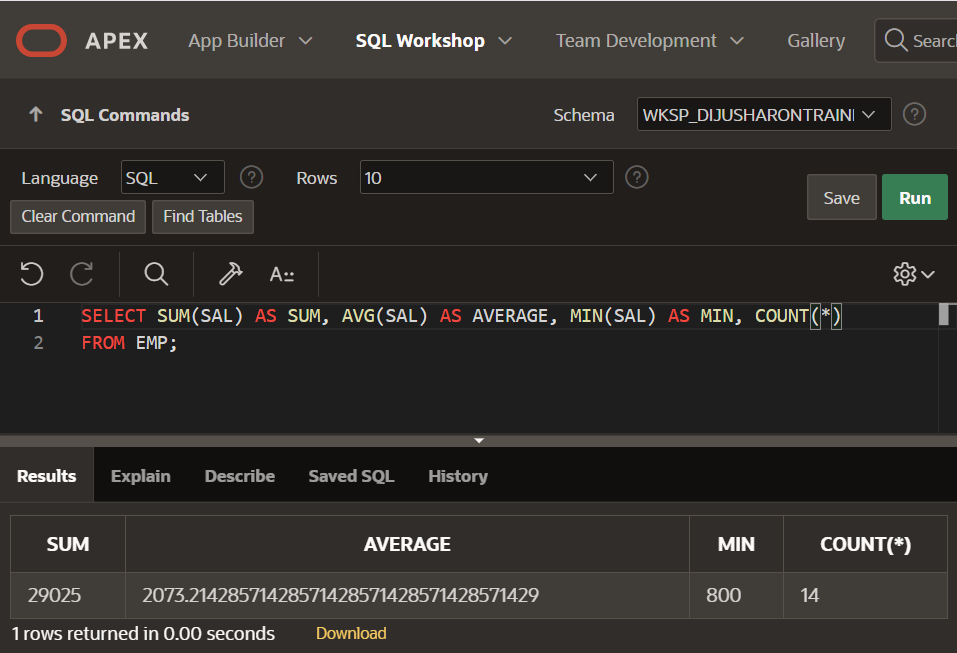 APEX App Builder SQL Workshop Team Development Gallery Searc
SQL Commands Schema WKSP_DIJUSHARONTRAINI ?
Language SQL ? Rows 10 ?
Save Run
Clear Command Find Tables
A::
1 SELECT SUM(SAL) AS SUM, AVG(SAL) AS AVERAGE, MIN(SAL) AS MIN, COUNT(*)
2 FROM EMP;
Results Explain Describe Saved SQL History
SUM AVERAGE MIN COUNT(*)
29025 2073.214285714285714285714285714285714429 800 14
1 rows returned in 0.00 seconds Download